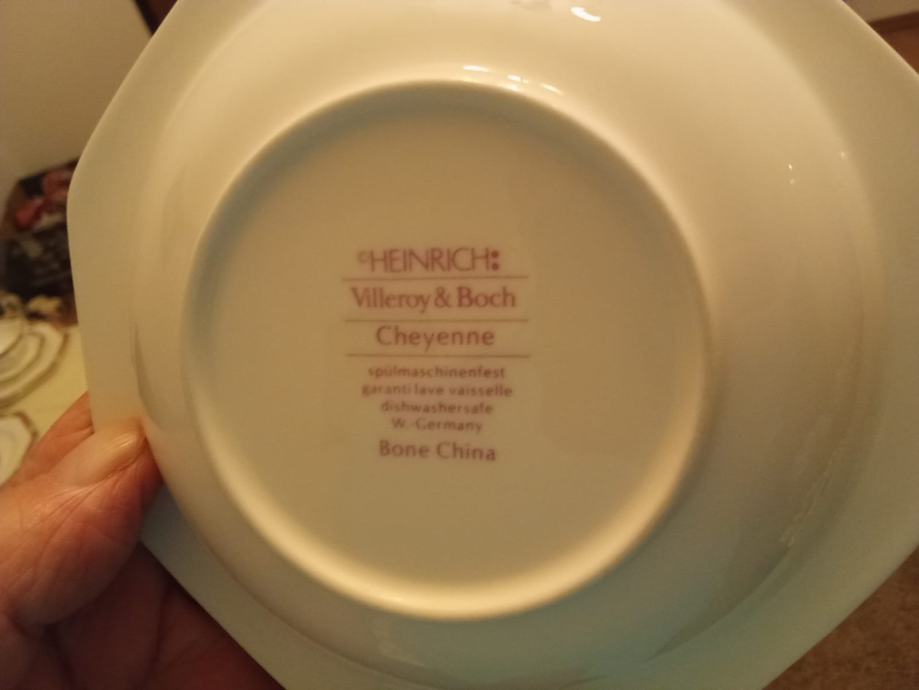 ©HEINRICH:
Villeroy & Boch
Cheyenne
spülmaschinenfest
garanti lave vaisselle
dishwashersafe
W.-Germany
Bone China